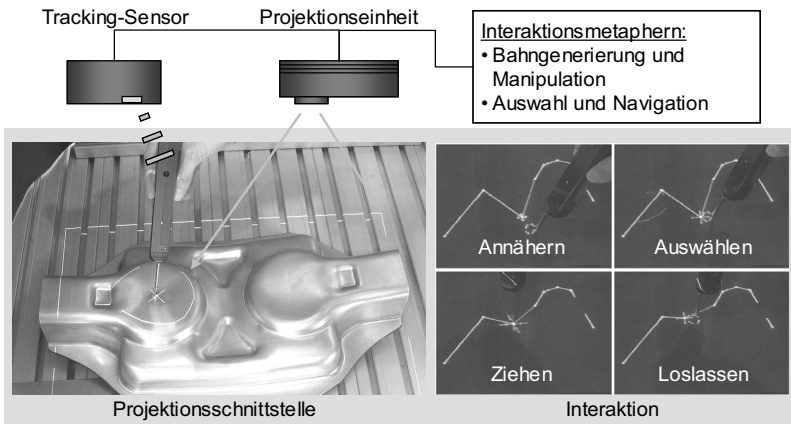 Tracking-Sensor
Projektionseinheit
Interaktionsmetaphern:
• Bahngenerierung und
Manipulation
• Auswahl und Navigation
Annähern
Auswählen
Ziehen
Loslassen
Projektionsschnittstelle
Interaktion